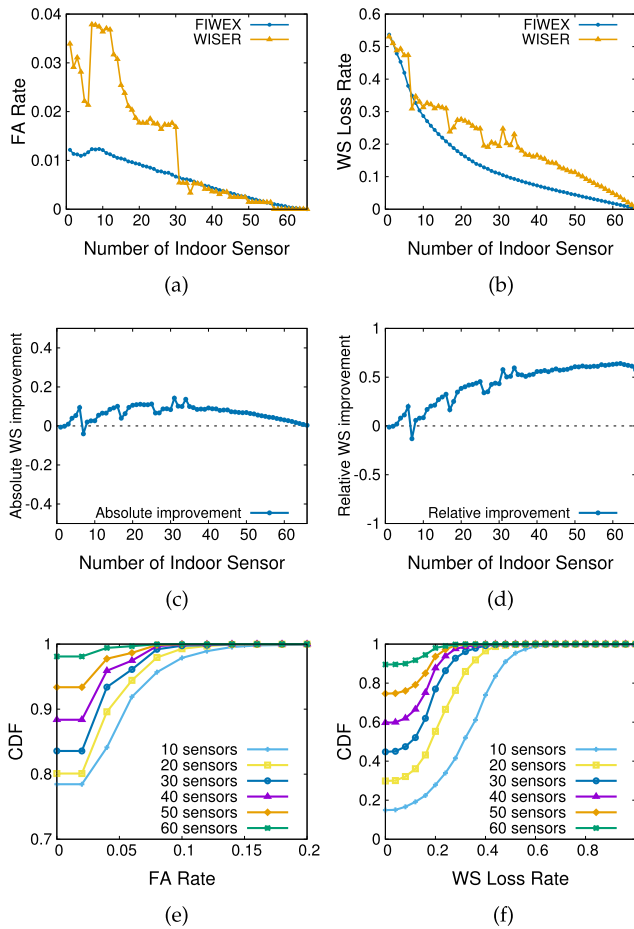 FIWEX
WISER
FA Rate
0.04
0.03
0.02
0.01
0
0 10 20 30 40 50 60
Number of Indoor Sensor
(a)
FIWEX
WISER
WS Loss Rate
0.6
0.5
0.4
0.3
0.2
0.1
0
0 10 20 30 40 50 60
Number of Indoor Sensor
(b)
Absolute WS improvement
0.4
0.2
0
-0.2
-0.4
Absolute improvement
0 10 20 30 40 50 60
Number of Indoor Sensor
(c)
Relative WS improvement
1
0.5
0
-0.5
-1
Relative improvement
0 10 20 30 40 50 60
Number of Indoor Sensor
(d)
CDF
1
0.9
0.8
0.7
10 sensors
20 sensors
30 sensors
40 sensors
50 sensors
60 sensors
0 0.05 0.1 0.15 0.2
FA Rate
(e)
CDF
1
0.8
0.6
0.4
0.2
0
10 sensors
20 sensors
30 sensors
40 sensors
50 sensors
60 sensors
0 0.2 0.4 0.6 0.8
WS Loss Rate
(f)